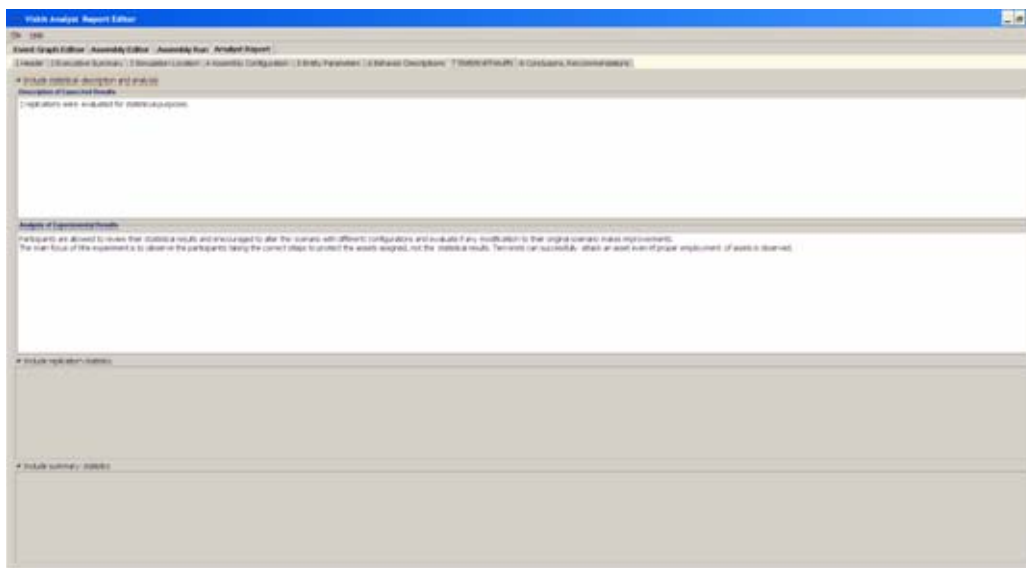 Viskit Analyst Report Editor
File Help
Event Graph Editor Assembly Editor Assembly Run Analyst Report
1 Header 2 Executive Summary 3 Simulation Location 4 Assembly Configuration 5 Entity Parameters 6 Behavior Descriptions 7 Statistical Results 8 Conclusions, Recommendations
Include statistical description and analysis
Description of Expected Results
replications were evaluated for statistical purposes.
Analysis of Experimental Results
Participants are allowed to review their statistical results and encouraged to alter the scenario with different configurations and evaluate if any modification to their original scenario makes improvements.
The main focus of this experiment is to observe the participants taking the correct steps to protect the assets assigned, not the statistical results. Terrorists can successfully attack an asset even of proper employment of assets is observed.
Include replication statistics
Include summary statistics